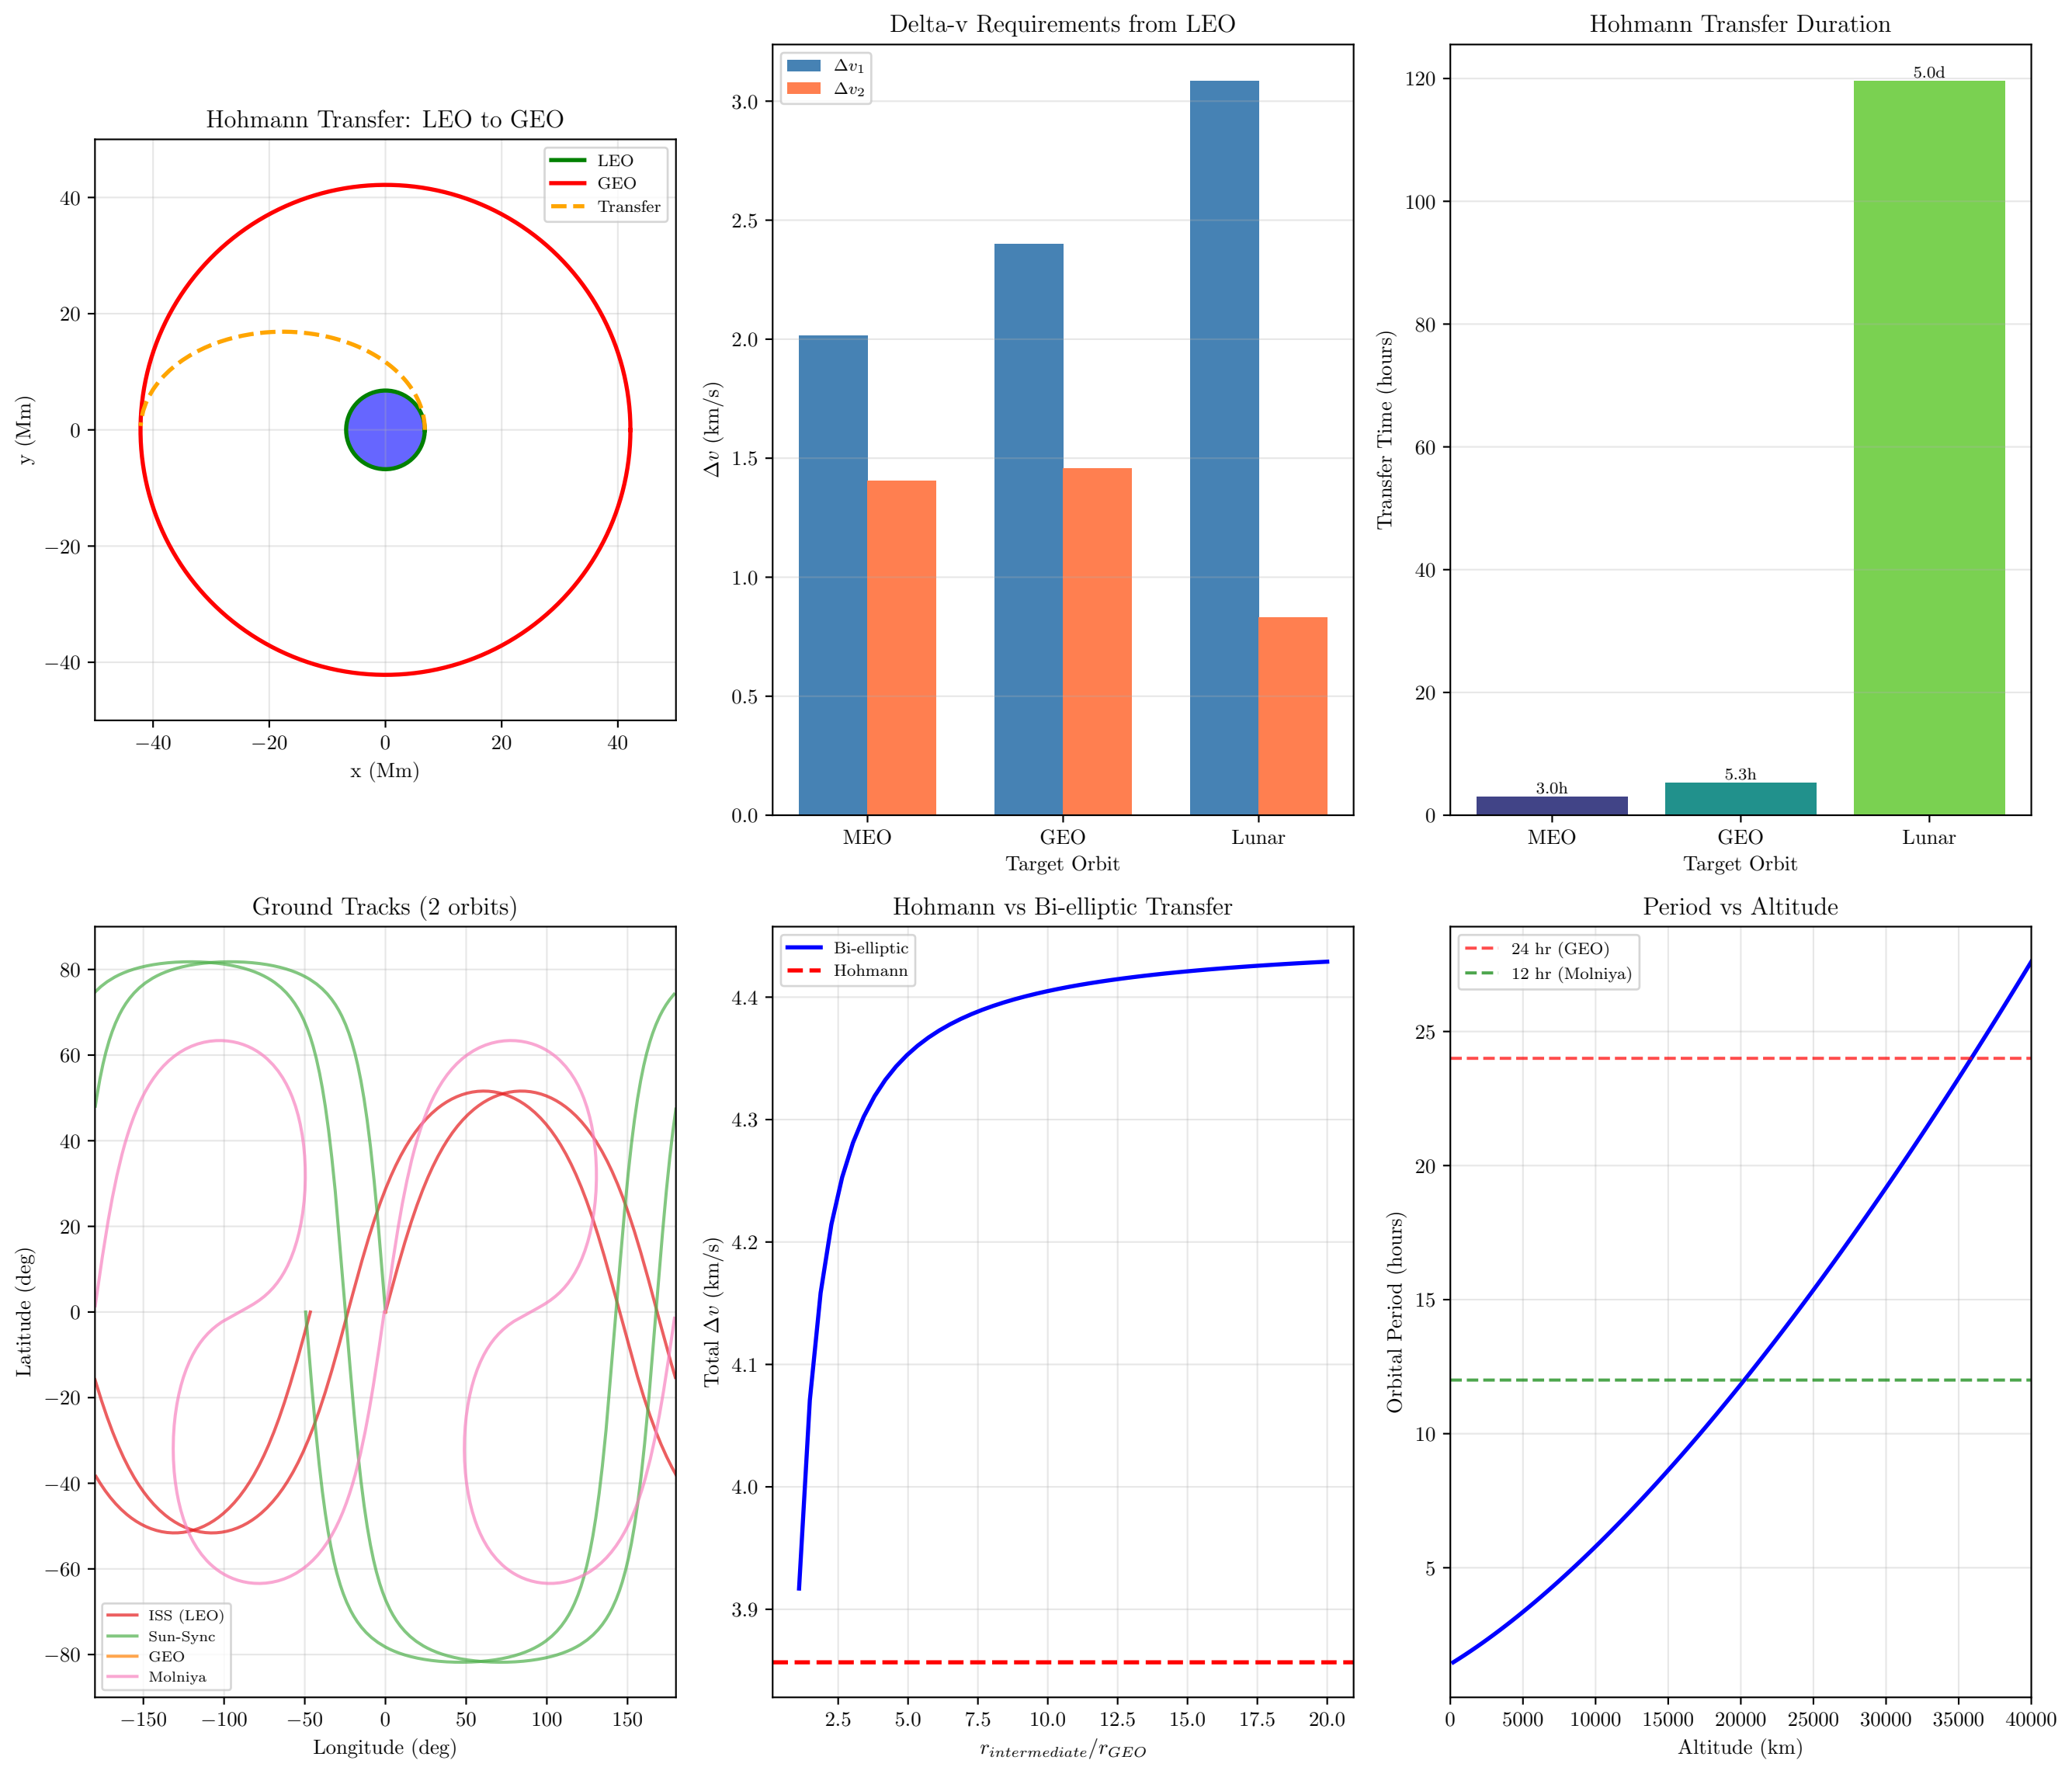 Hohmann Transfer: LEO to GEO
LEO
GEO
Transfer
40
20
0
−20
−40
y (Mm)
−40 −20 0 20 40
x (Mm)
Delta-v Requirements from LEO
Δv₁
Δv₂
3.0
2.5
2.0
1.5
1.0
0.5
0.0
Δv (km/s)
MEO GEO Lunar
Target Orbit
Hohmann Transfer Duration
120
100
80
60
40
20
0
Transfer Time (hours)
3.0h
5.3h
5.0d
MEO GEO Lunar
Target Orbit
Ground Tracks (2 orbits)
80
60
40
20
0
−20
−40
−60
−80
Latitude (deg)
ISS (LEO)
Sun-Sync
GEO
Molniya
−150 −100 −50 0 50 100 150
Longitude (deg)
Hohmann vs Bi-elliptic Transfer
Bi-elliptic
Hohmann
4.4
4.3
4.2
4.1
4.0
3.9
Total Δv (km/s)
2.5 5.0 7.5 10.0 12.5 15.0 17.5 20.0
r_intermediate/r_GEO
Period vs Altitude
24 hr (GEO)
12 hr (Molniya)
25
20
15
10
5
Orbital Period (hours)
0 5000 10000 15000 20000 25000 30000 35000 40000
Altitude (km)